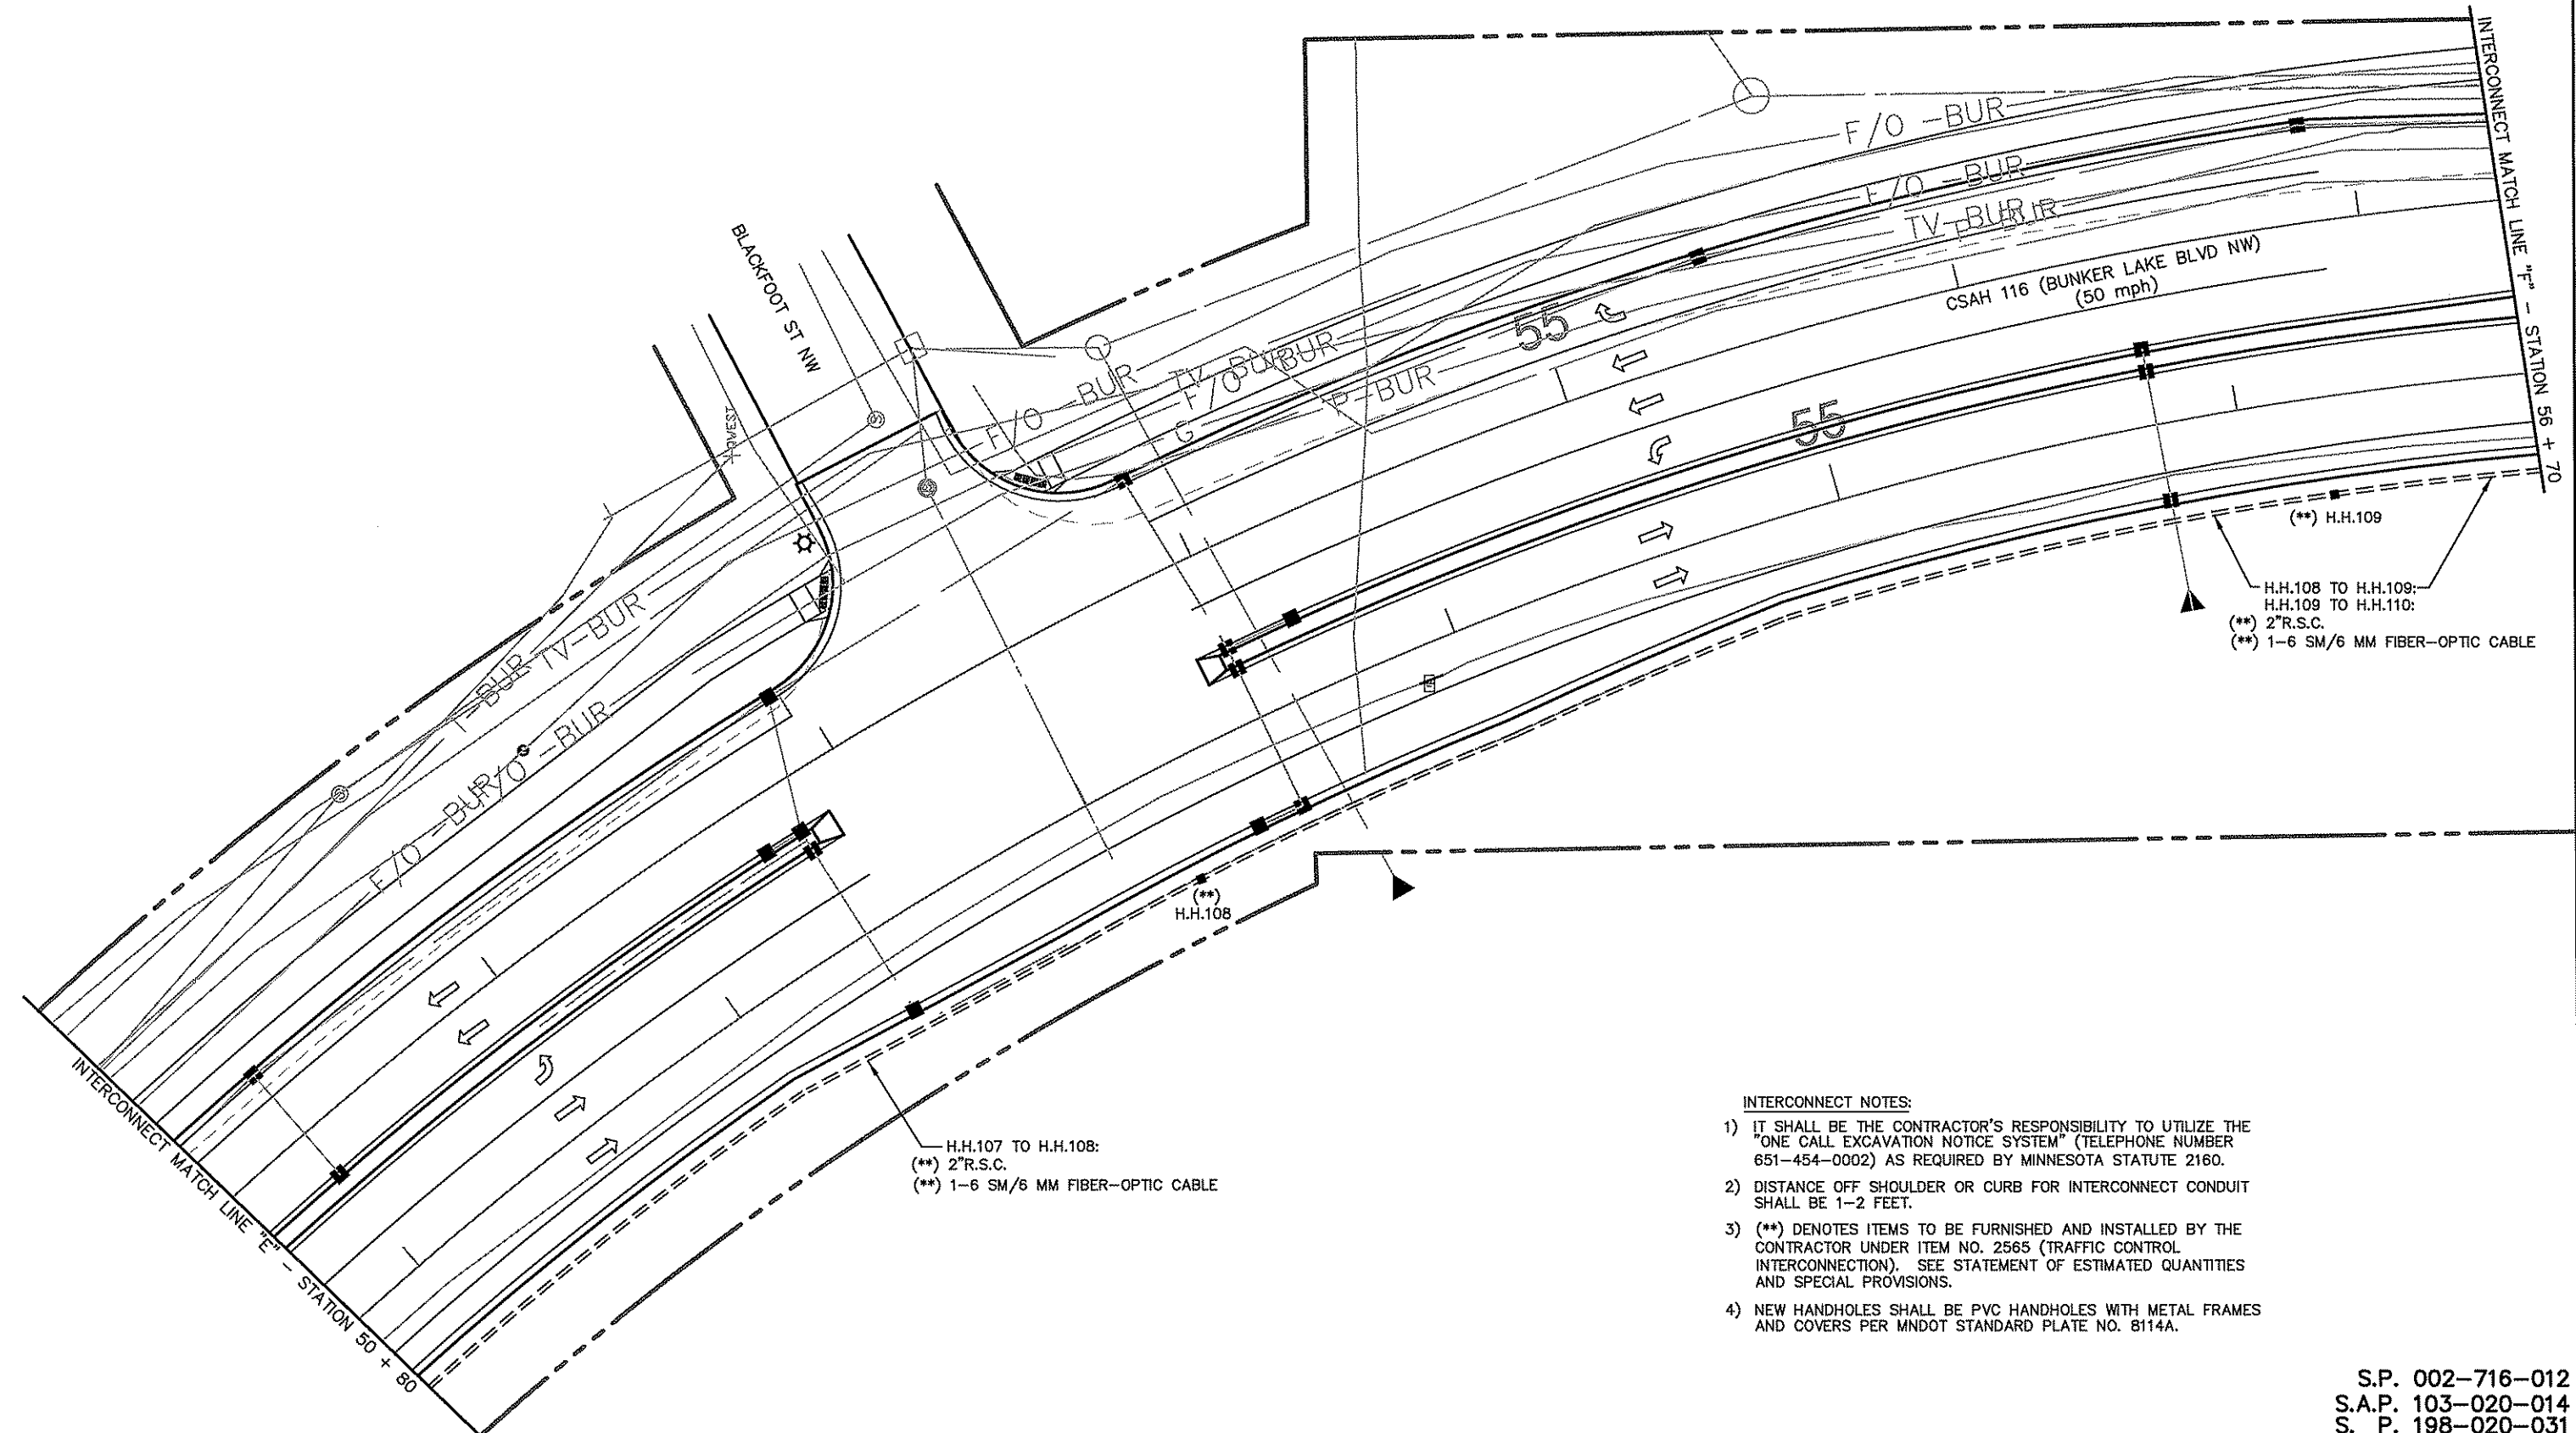 INTERCONNECT MATCH LINE "F" - STATION 56 + 70
F/O -BUR
F/O -BUR
TV-BUR
BLACKFOOT ST NW
CSAH 116 (BUNKER LAKE BLVD NW)
(50 mph)
55
55
F/O -BUR
TV-BUR
F/O -BUR
P-BUR
G
(**) H.H.109
H.H.108 TO H.H.109:
H.H.109 TO H.H.110:
(**) 2"R.S.C.
(**) 1-6 SM/6 MM FIBER-OPTIC CABLE
TV-BUR
T-BUR
F/O -BUR
(**)
H.H.108
INTERCONNECT MATCH LINE "E" - STATION 50 + 80
H.H.107 TO H.H.108:
(**) 2"R.S.C.
(**) 1-6 SM/6 MM FIBER-OPTIC CABLE
INTERCONNECT NOTES:
1) IT SHALL BE THE CONTRACTOR'S RESPONSIBILITY TO UTILIZE THE
"ONE CALL EXCAVATION NOTICE SYSTEM" (TELEPHONE NUMBER
651-454-0002) AS REQUIRED BY MINNESOTA STATUTE 216D.
2) DISTANCE OFF SHOULDER OR CURB FOR INTERCONNECT CONDUIT
SHALL BE 1-2 FEET.
3) (**) DENOTES ITEMS TO BE FURNISHED AND INSTALLED BY THE
CONTRACTOR UNDER ITEM NO. 2565 (TRAFFIC CONTROL
INTERCONNECTION). SEE STATEMENT OF ESTIMATED QUANTITIES
AND SPECIAL PROVISIONS.
4) NEW HANDHOLES SHALL BE PVC HANDHOLES WITH METAL FRAMES
AND COVERS PER MNDOT STANDARD PLATE NO. 8114A.
S.P. 002-716-012
S.A.P. 103-020-014
S. P. 198-020-031